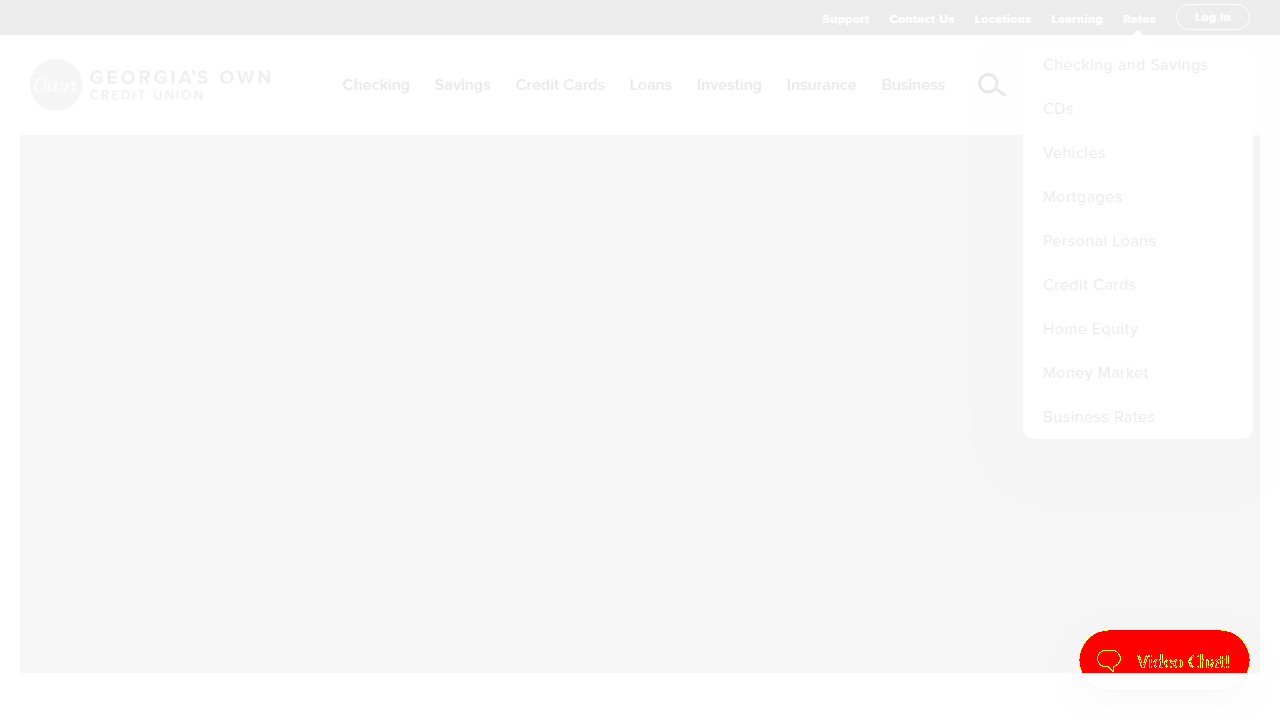 Support Contact Us Locations Learning Rates Log In
Own GEORGIA'S OWN
CREDIT UNION
Checking Savings Credit Cards Loans Investing Insurance Business
Checking and Savings
CDs
Vehicles
Mortgages
Personal Loans
Credit Cards
Home Equity
Money Market
Business Rates
Video Chat!